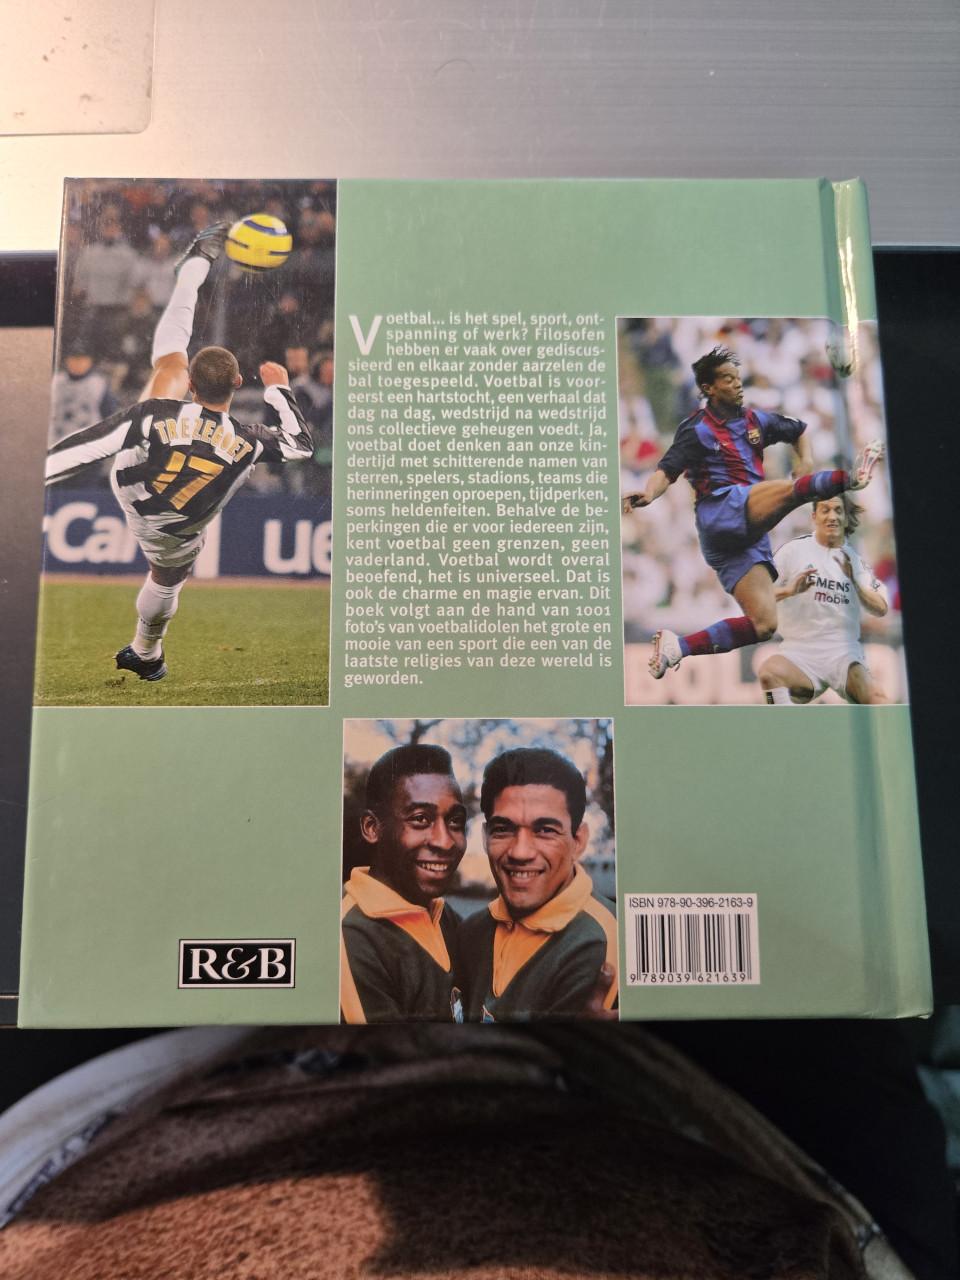 TREZEGUET
17
rCar
ue
Voetbal... is het spel, sport, ont-
spanning of werk? Filosofen
hebben er vaak over gediscus-
sieerd en elkaar zonder aarzelen de
bal toegespeeld. Voetbal is voor-
eerst een hartstocht, een verhaal dat
dag na dag, wedstrijd na wedstrijd
ons collectieve geheugen voedt. Ja,
voetbal doet denken aan onze kin-
dertijd met schitterende namen van
sterren, spelers, stadions, teams die
herinneringen oproepen, tijdperken,
soms heldenfeiten. Behalve de be-
perkingen die er voor iedereen zijn,
kent voetbal geen grenzen, geen
vaderland. Voetbal wordt overal
beoefend, het is universeel. Dat is
ook de charme en magie ervan. Dit
boek volgt aan de hand van 1001
foto's van voetbalidolen het grote en
mooie van een sport die een van de
laatste religies van deze wereld is
geworden.
SIEMENS
mobile
R&B
ISBN 978-90-396-2163-9
9 789039 621639